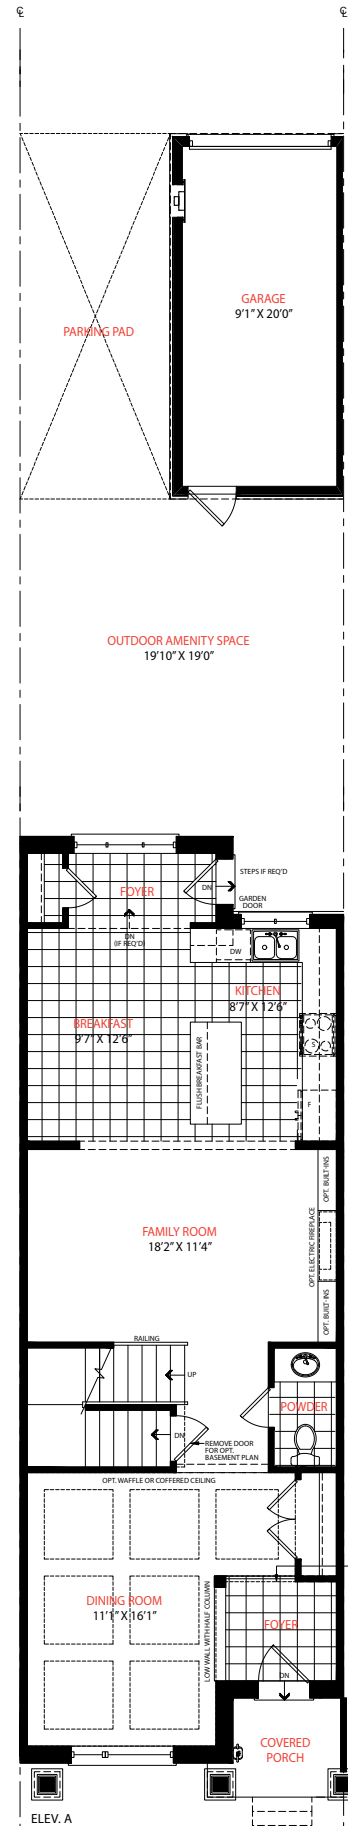 ℄ ℄
GARAGE
9'1" X 20'0"
PARKING PAD
OUTDOOR AMENITY SPACE
19'10" X 19'0"
STEPS IF REQ'D
FOYER
DN
GARDEN
DOOR
DN
(IF REQ'D)
DW
KITCHEN
8'7" X 12'6"
BREAKFAST
9'7" X 12'6"
S
FLUSH BREAKFAST BAR
F
OPT. BUILT-INS
FAMILY ROOM
18'2" X 11'4"
OPT. ELECTRIC FIREPLACE
OPT. BUILT-INS
RAILING
UP
POWDER
DN
REMOVE DOOR
FOR OPT.
BASEMENT PLAN
OPT. WAFFLE OR COFFERED CEILING
DINING ROOM
11'1" X 16'1"
LOW WALL WITH HALF COLUMN
FOYER
DN
COVERED
PORCH
ELEV. A